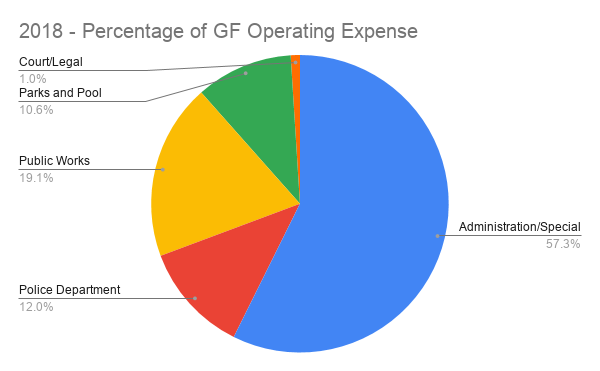 2018 - Percentage of GF Operating Expense
Court/Legal
1.0%
Parks and Pool
10.6%
Public Works
19.1%
Administration/Special
57.3%
Police Department
12.0%